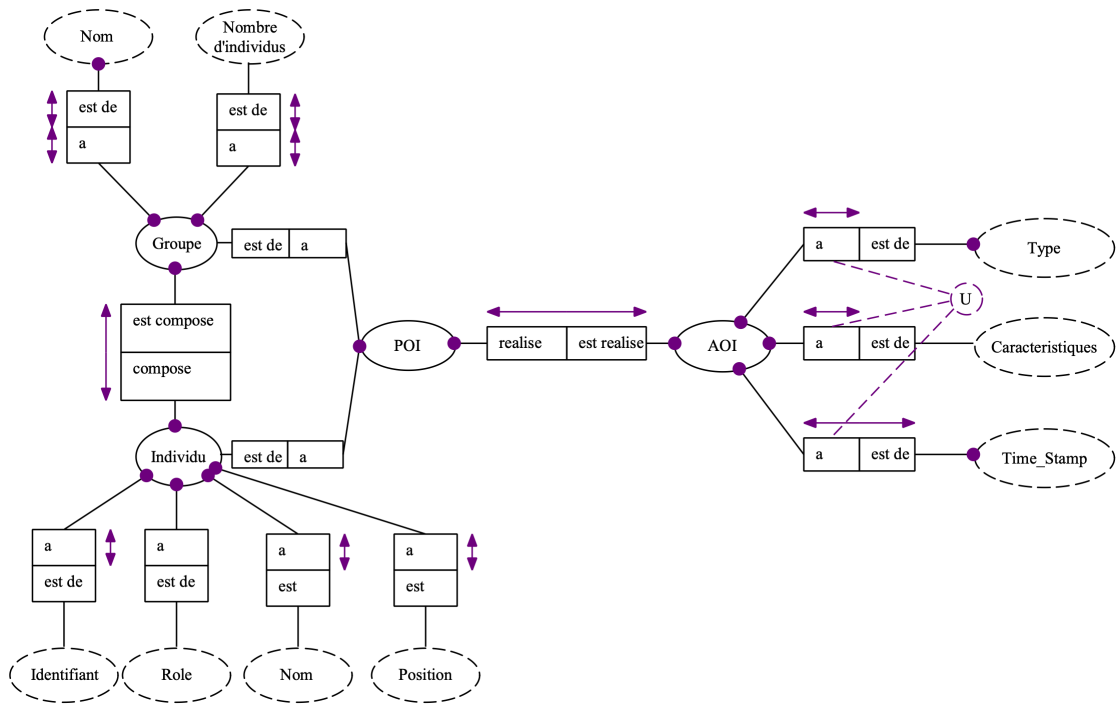 Nom
Nombre
d'individus
est de
a
est de
a
Groupe
est de
a
a
est de
Type
U
est compose
compose
POI
realise
est realise
AOI
a
est de
Caracteristiques
Individu
est de
a
a
est de
Time_Stamp
a
est de
a
est de
a
est
a
est
Identifiant
Role
Nom
Position